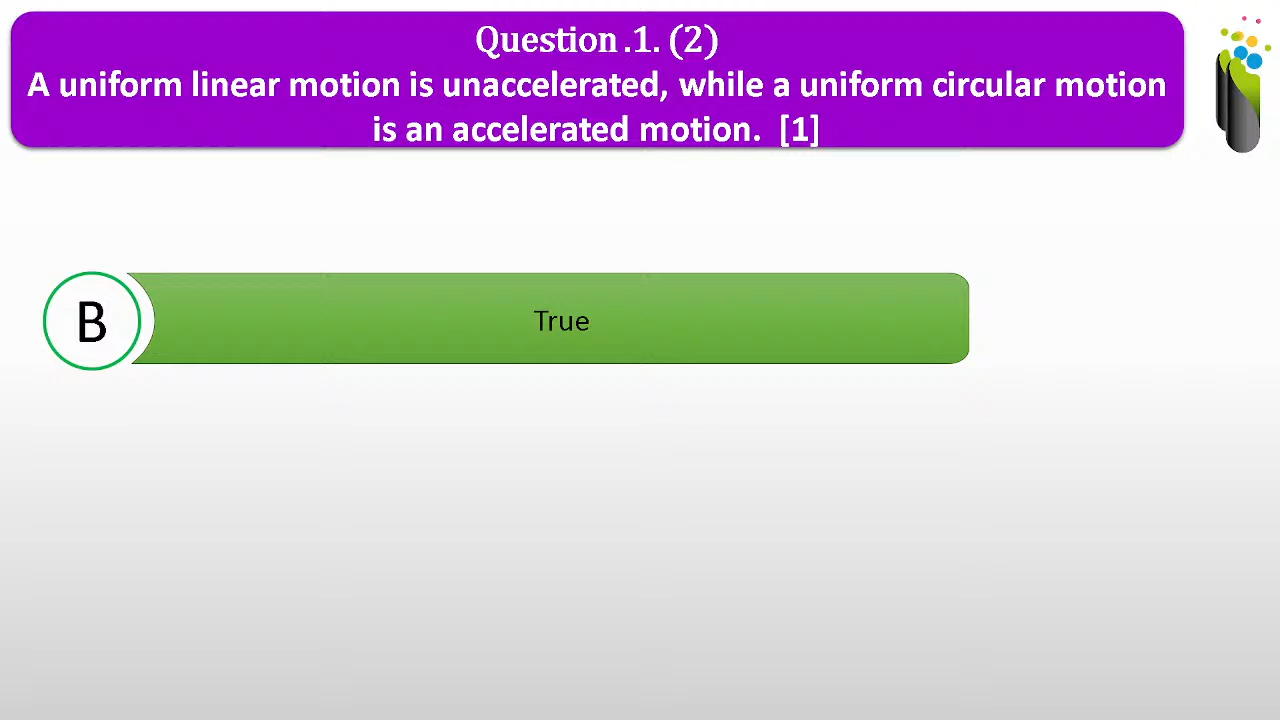 Question .1. (2)
A uniform linear motion is unaccelerated, while a uniform circular motion
is an accelerated motion. [1]
B
True